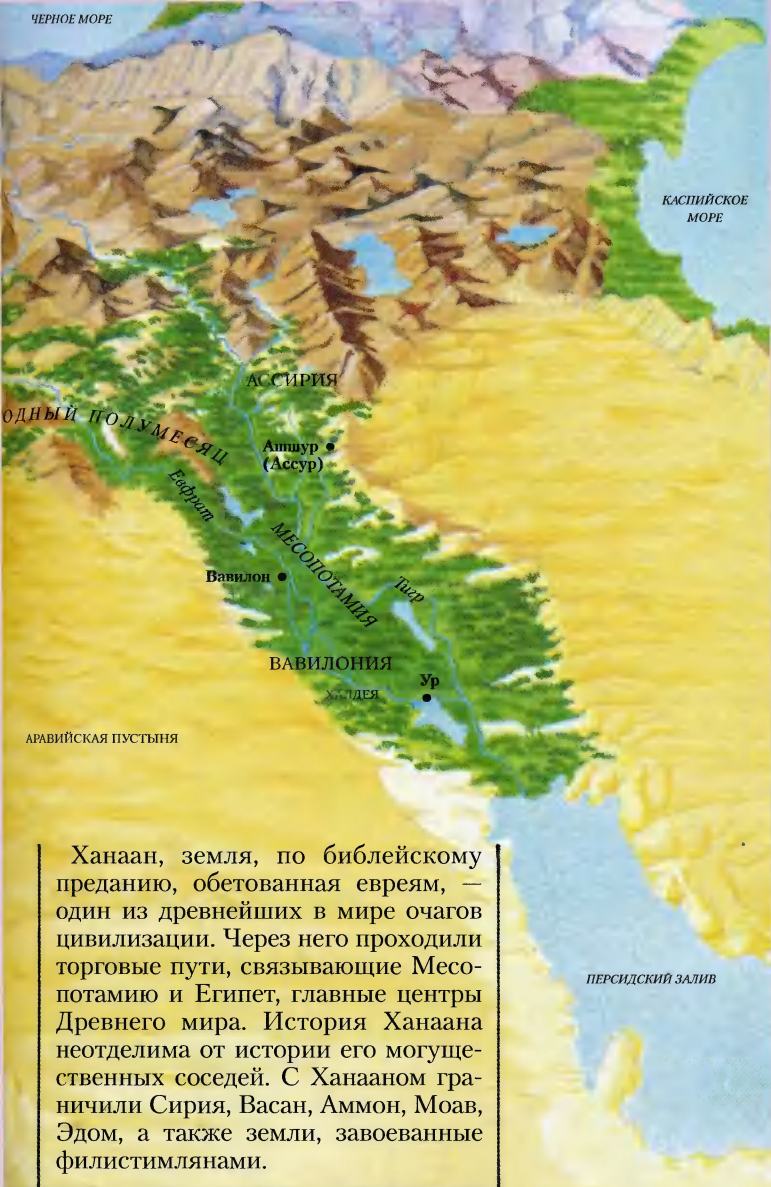 ЧЕРНОЕ МОРЕ
КАСПИЙСКОЕ
МОРЕ
АССИРИЯ
ОДНЫЙ ПОЛУМЕСЯЦ
Ашшур
(Ассур)
Евфрат
МЕСОПОТАМИЯ
Вавилон
Тигр
ВАВИЛОНИЯ
Ур
ХАЛДЕЯ
АРАВИЙСКАЯ ПУСТЫНЯ
Ханаан, земля, по библейскому
преданию, обетованная евреям, —
один из древнейших в мире очагов
цивилизации. Через него проходили
торговые пути, связывающие Месо-
потамию и Египет, главные центры
Древнего мира. История Ханаана
неотделима от истории его могуще-
ственных соседей. С Ханааном гра-
ничили Сирия, Васан, Аммон, Моав,
Эдом, а также земли, завоеванные
филистимлянами.
ПЕРСИДСКИЙ ЗАЛИВ